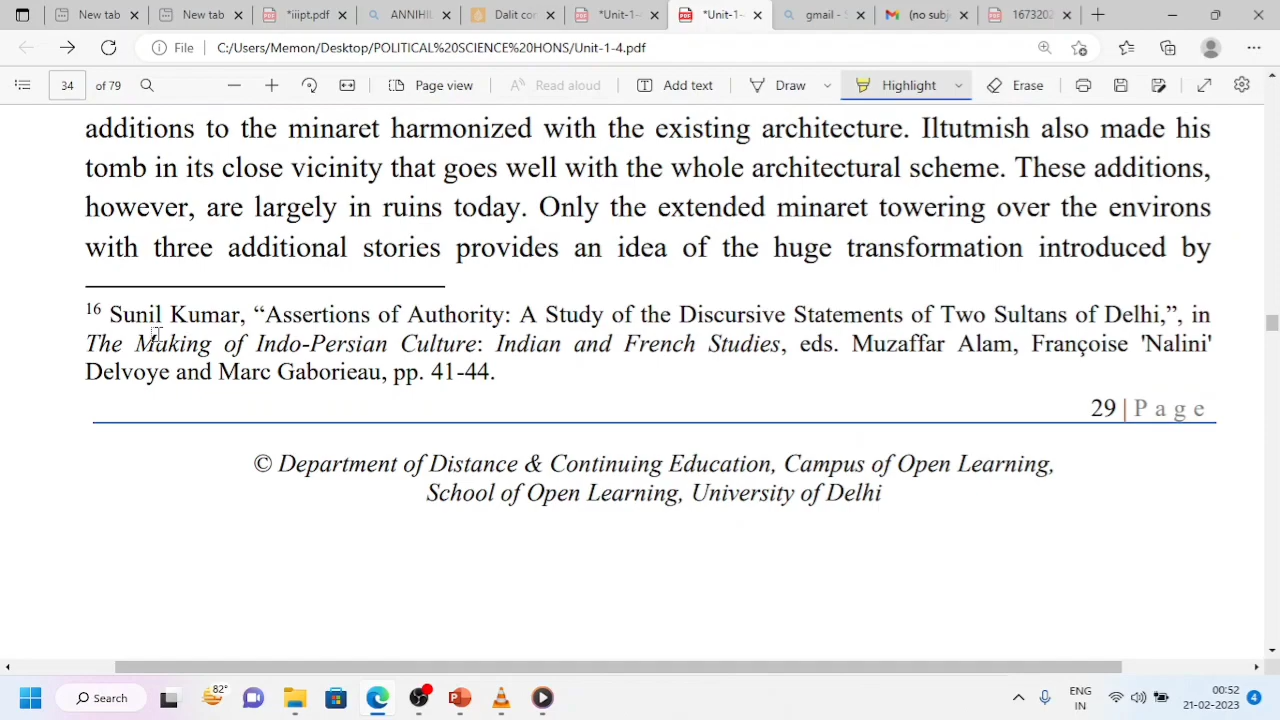 New tab
New tab
*iiipt.pdf
ANNIHIL
Dalit cor
*Unit-1-
*Unit-1-
gmail - S
(no subj
1673202
File
C:/Users/Memon/Desktop/POLITICAL%20SCIENCE%20HONS/Unit-1-4.pdf
34 of 79
Page view
Read aloud
Add text
Draw
Highlight
Erase
additions to the minaret harmonized with the existing architecture. Iltutmish also made his
tomb in its close vicinity that goes well with the whole architectural scheme. These additions,
however, are largely in ruins today. Only the extended minaret towering over the environs
with three additional stories provides an idea of the huge transformation introduced by
16 Sunil Kumar, “Assertions of Authority: A Study of the Discursive Statements of Two Sultans of Delhi,”, in
The Making of Indo-Persian Culture: Indian and French Studies, eds. Muzaffar Alam, Françoise 'Nalini'
Delvoye and Marc Gaborieau, pp. 41-44.
29 | Page
© Department of Distance & Continuing Education, Campus of Open Learning,
School of Open Learning, University of Delhi
Search
82°
ENG
IN
00:52
21-02-2023
4